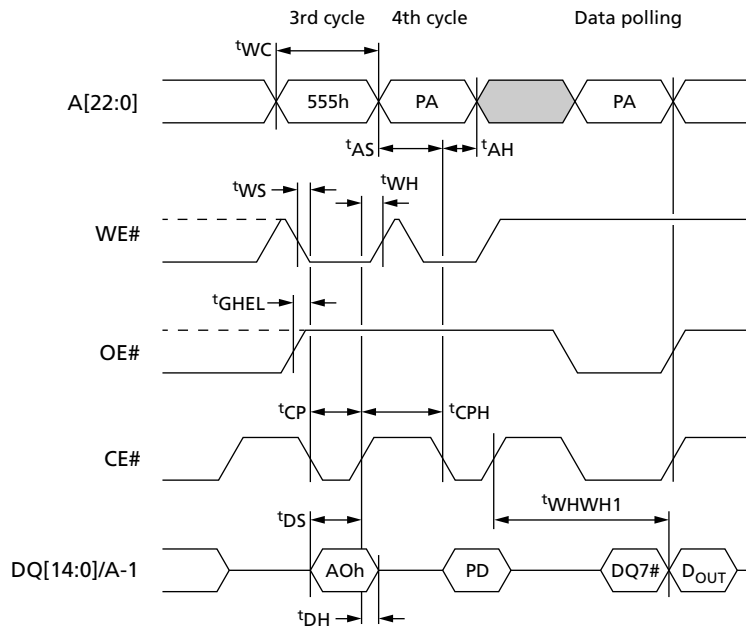 3rd cycle 4th cycle Data polling
tWC
A[22:0] 555h PA PA
tAS tAH
tWS tWH
WE#
tGHEL
OE#
tCP tCPH
CE#
tWHWH1
tDS
DQ[14:0]/A-1 AOh PD DQ7# DOUT
tDH